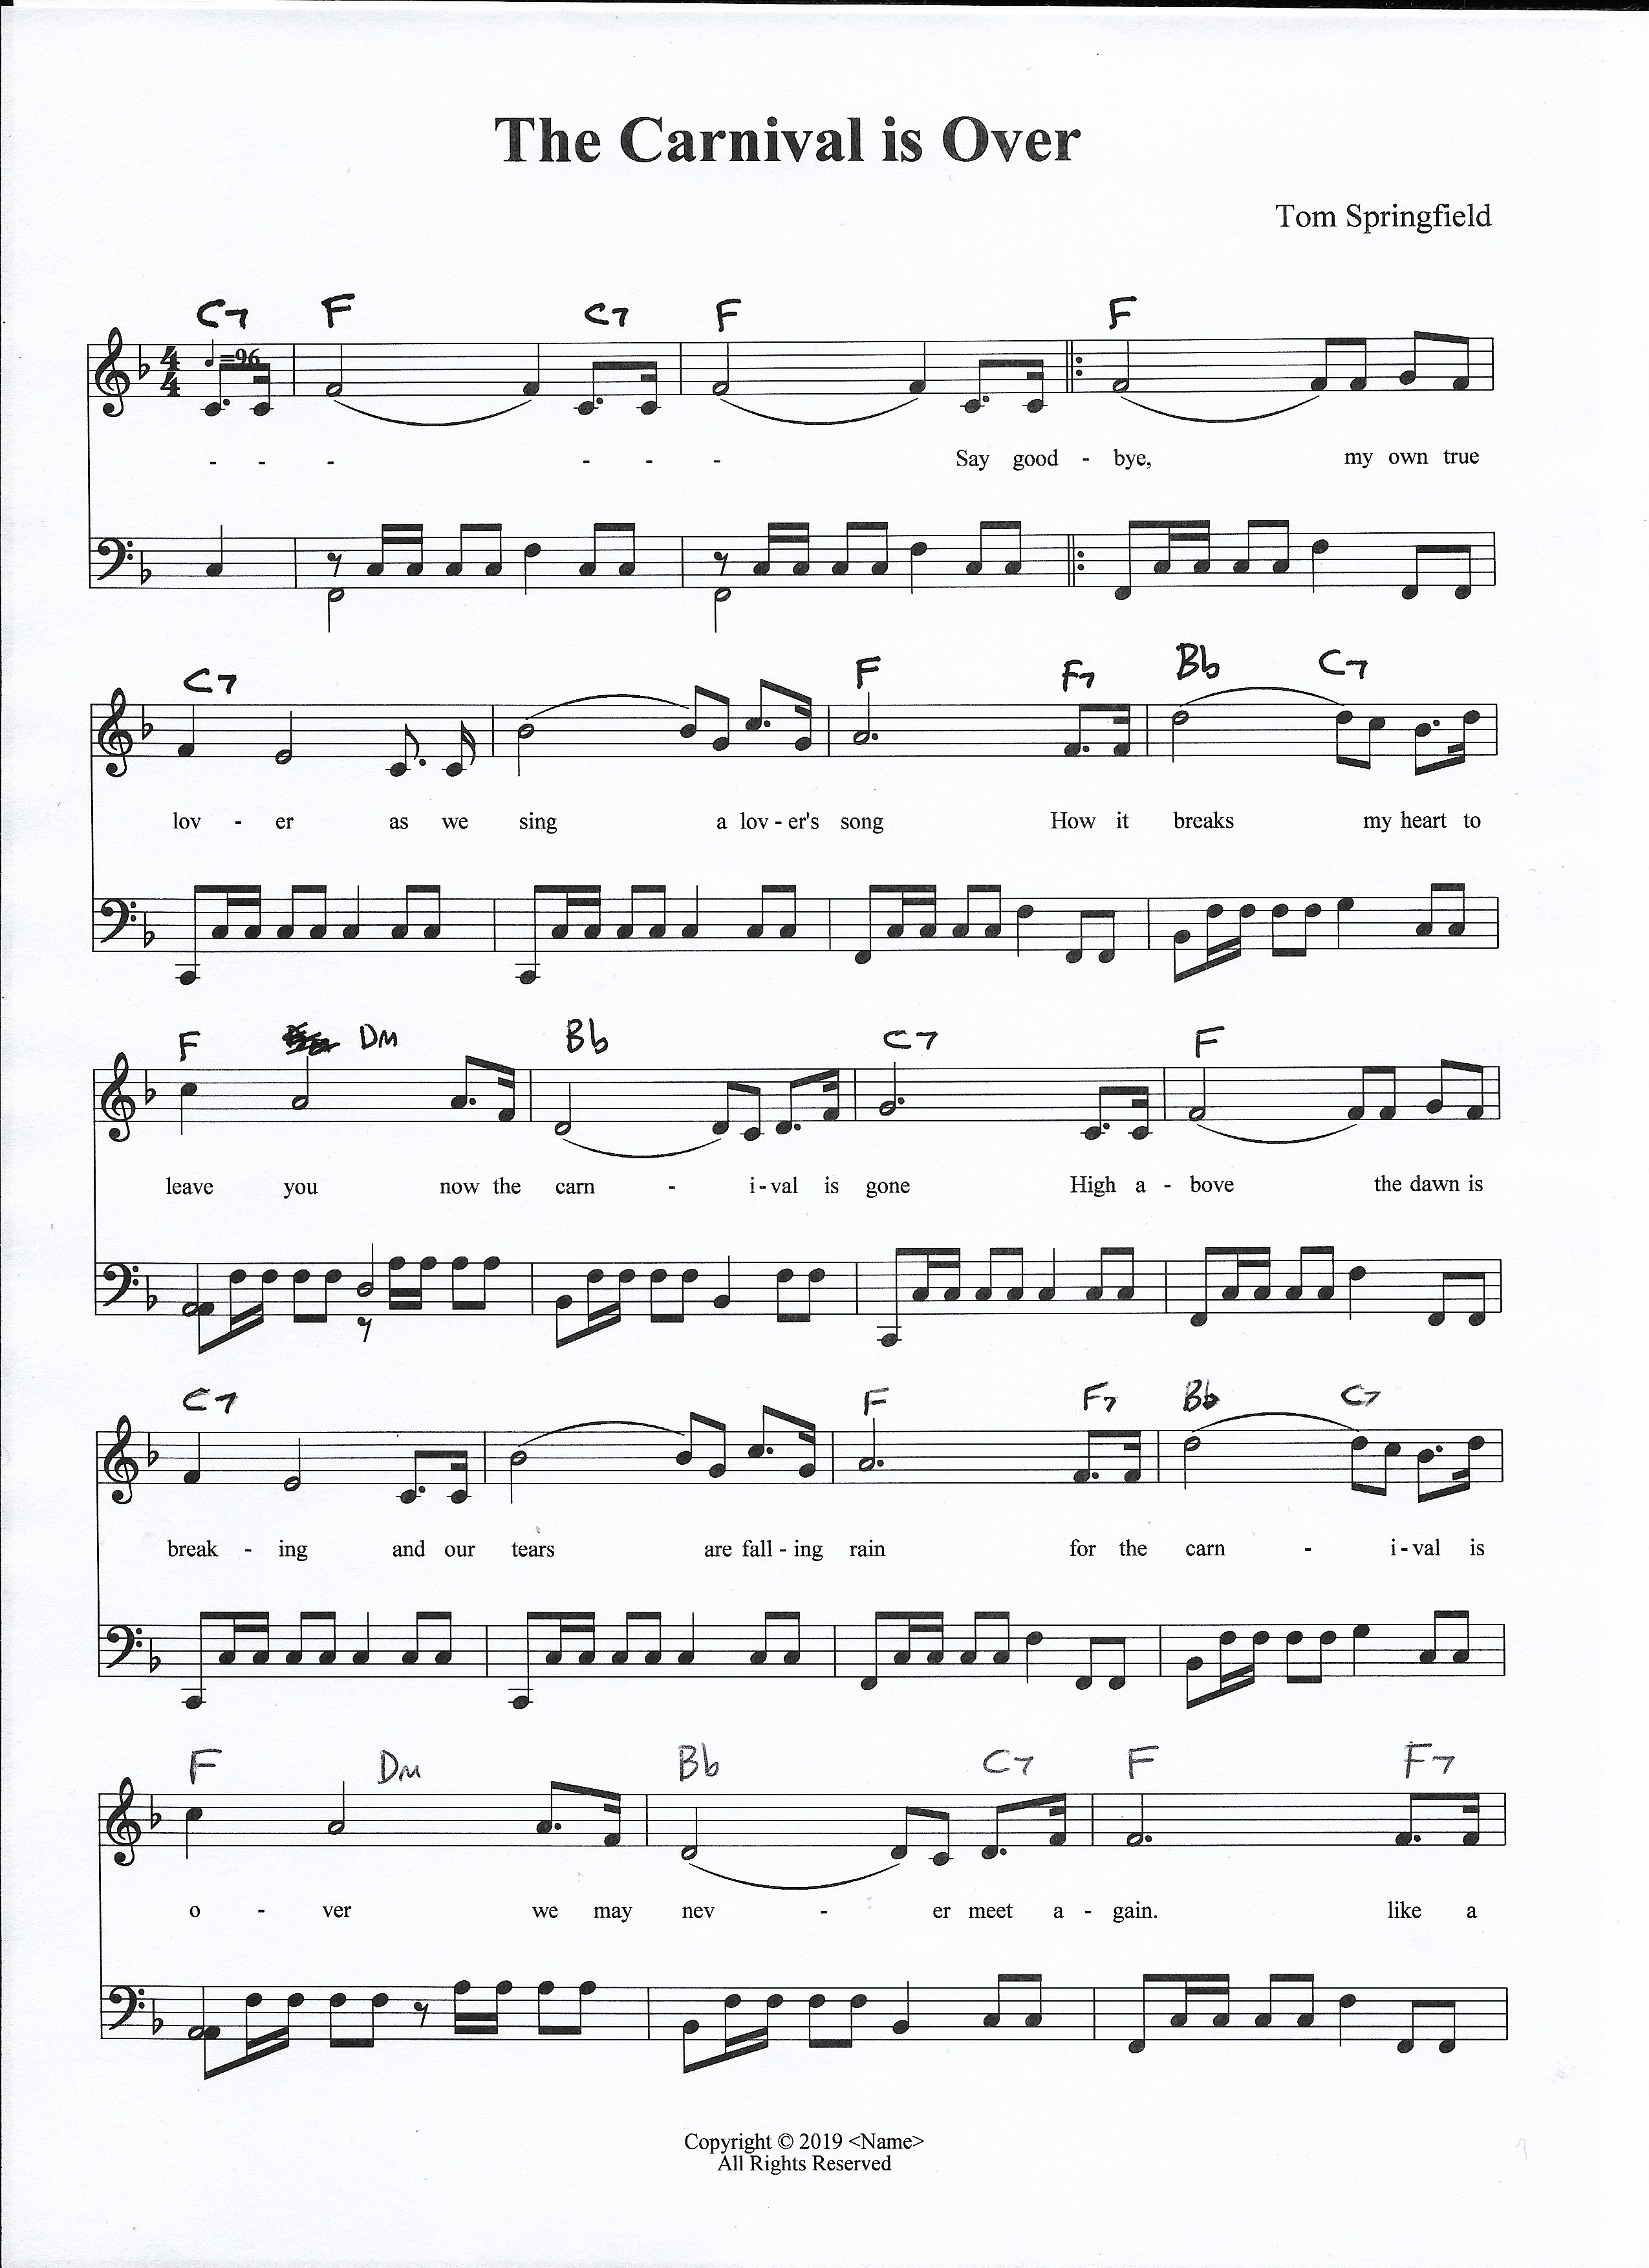 The Carnival is Over
Tom Springfield
C7 F C7 F F
4
4
=96
- - - - - - Say good - bye, my own true
C7 F F7 Bb C7
lov - er as we sing a lov - er's song How it breaks my heart to
F Dm Bb C7 F
leave you now the carn - i - val is gone High a - bove the dawn is
C7 F F7 Bb C7
break - ing and our tears are fall - ing rain for the carn - i - val is
F Dm Bb C7 F F7
o - ver we may nev - er meet a - gain. like a
Copyright © 2019 <Name>
All Rights Reserved